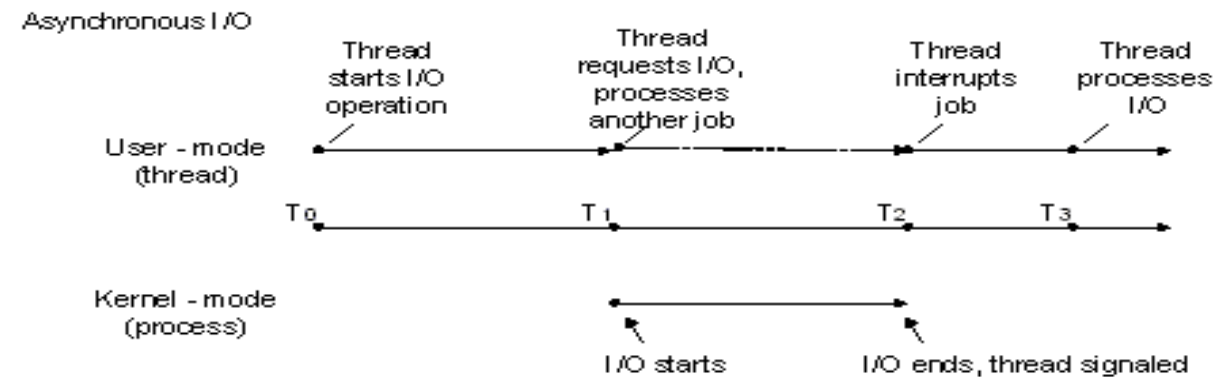 Asynchronous I/O
Thread
starts I/O
operation
Thread
requests I/O,
processes
another job
Thread
interrupts
job
Thread
processes
I/O
User - mode
(thread)
T0
T1
T2
T3
Kernel - mode
(process)
I/O starts
I/O ends, thread signaled